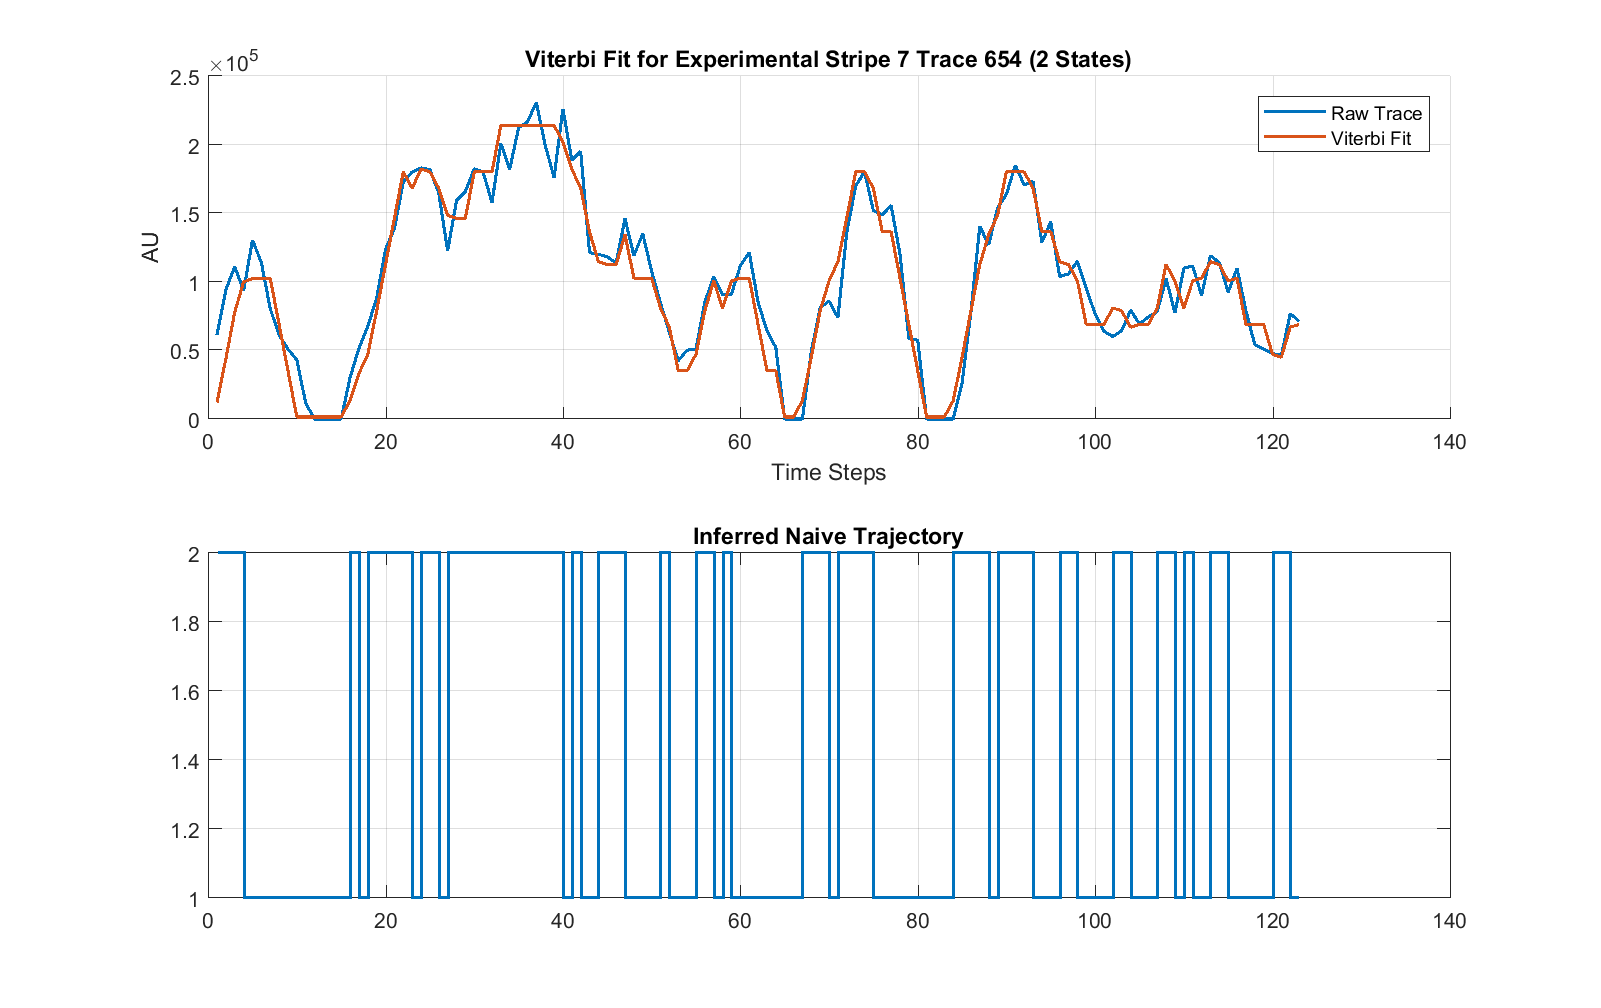 Viterbi Fit for Experimental Stripe 7 Trace 654 (2 States)
×10⁵
2.5
2
1.5
1
0.5
0
AU
Raw Trace
Viterbi Fit
0 20 40 60 80 100 120 140
Time Steps
Inferred Naive Trajectory
2
1.8
1.6
1.4
1.2
1
0 20 40 60 80 100 120 140